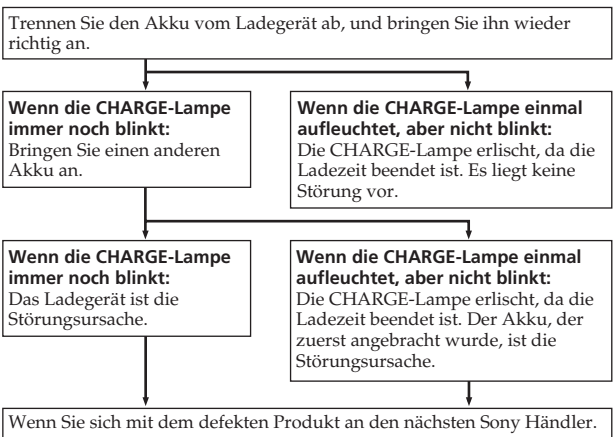 Trennen Sie den Akku vom Ladegerät ab, und bringen Sie ihn wieder
richtig an.
Wenn die CHARGE-Lampe
immer noch blinkt:
Bringen Sie einen anderen
Akku an.
Wenn die CHARGE-Lampe einmal
aufleuchtet, aber nicht blinkt:
Die CHARGE-Lampe erlischt, da die
Ladezeit beendet ist. Es liegt keine
Störung vor.
Wenn die CHARGE-Lampe
immer noch blinkt:
Das Ladegerät ist die
Störungsursache.
Wenn die CHARGE-Lampe einmal
aufleuchtet, aber nicht blinkt:
Die CHARGE-Lampe erlischt, da die
Ladezeit beendet ist. Der Akku, der
zuerst angebracht wurde, ist die
Störungsursache.
Wenn Sie sich mit dem defekten Produkt an den nächsten Sony Händler.